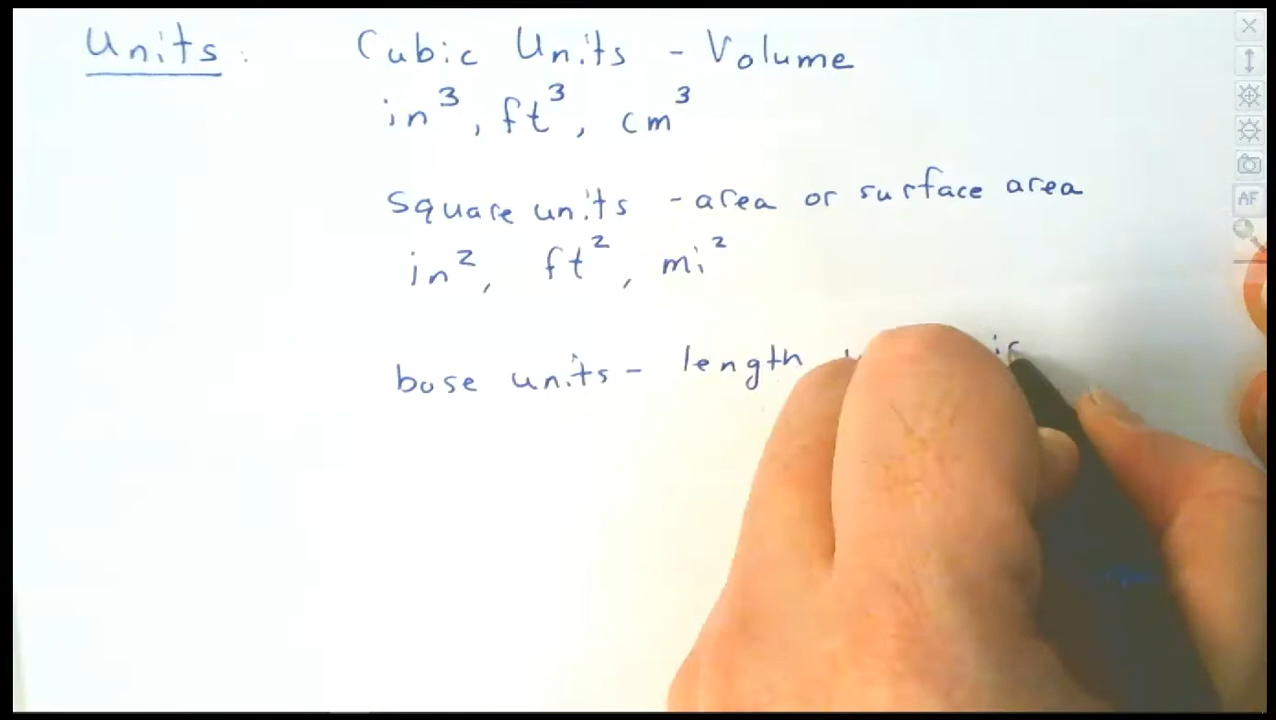 Units: Cubic Units - Volume
in³, ft³, cm³
Square units - area or surface area
in², ft², mi²
base units - length
AF